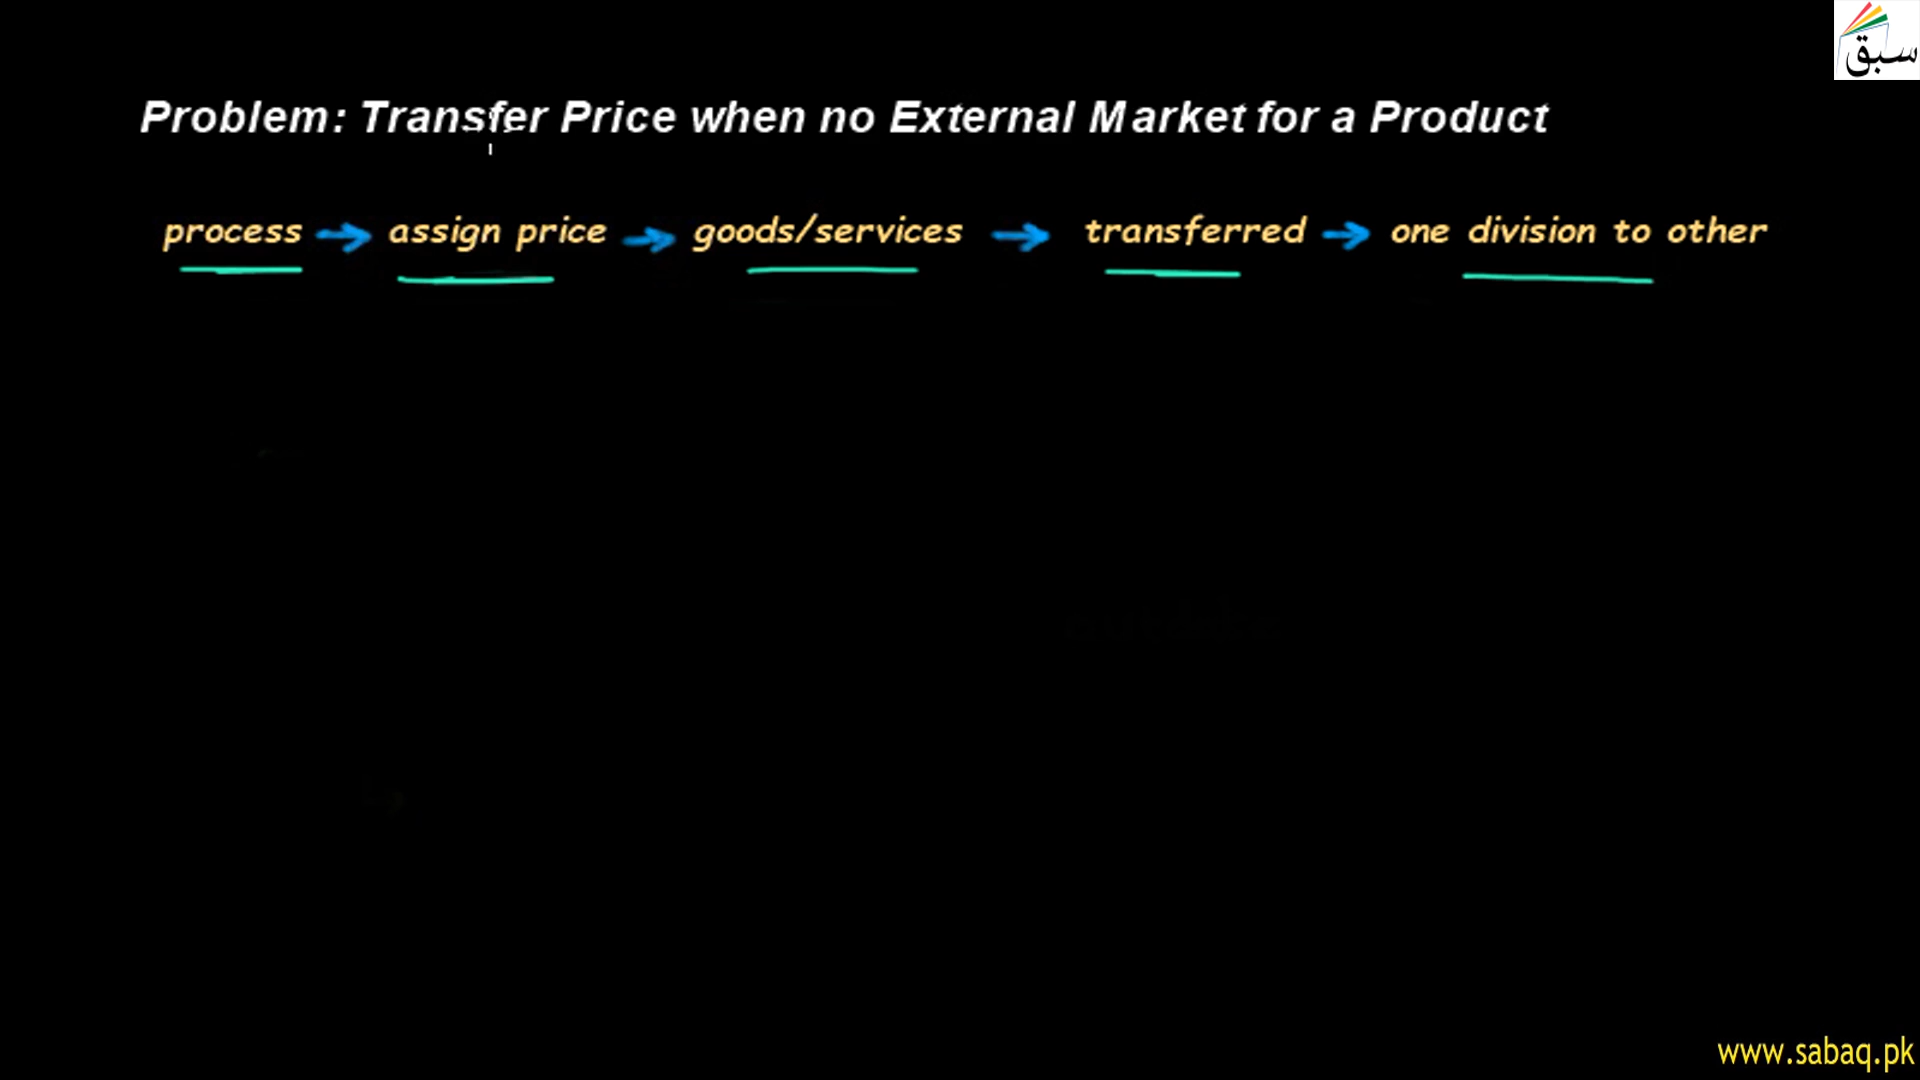 سبق
Problem: Transfer Price when no External Market for a Product
process → assign price → goods/services → transferred → one division to other
www.sabaq.pk